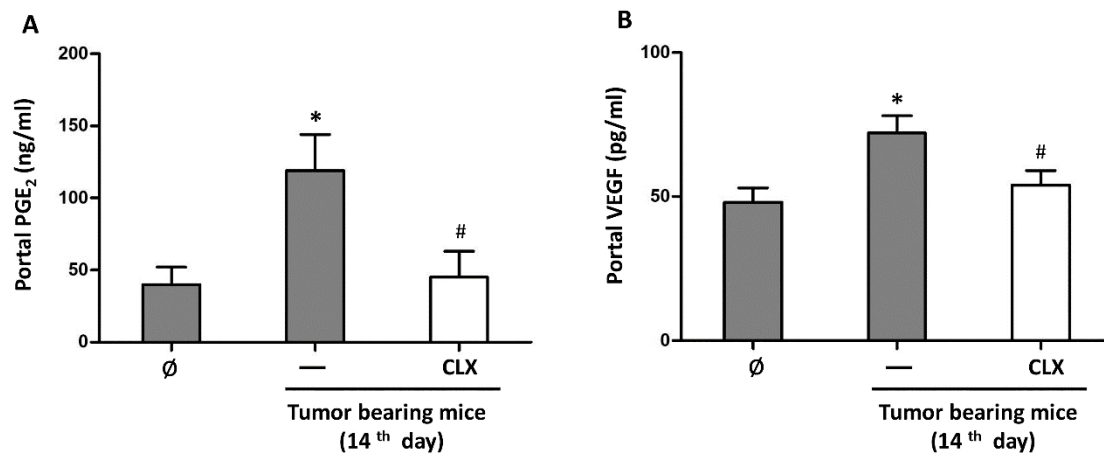 A
Portal PGE₂ (ng/ml)
200
150
100
50
0
*
#
Ø
—
CLX
Tumor bearing mice
(14 th day)
B
Portal VEGF (pg/ml)
100
50
0
*
#
Ø
—
CLX
Tumor bearing mice
(14 th day)